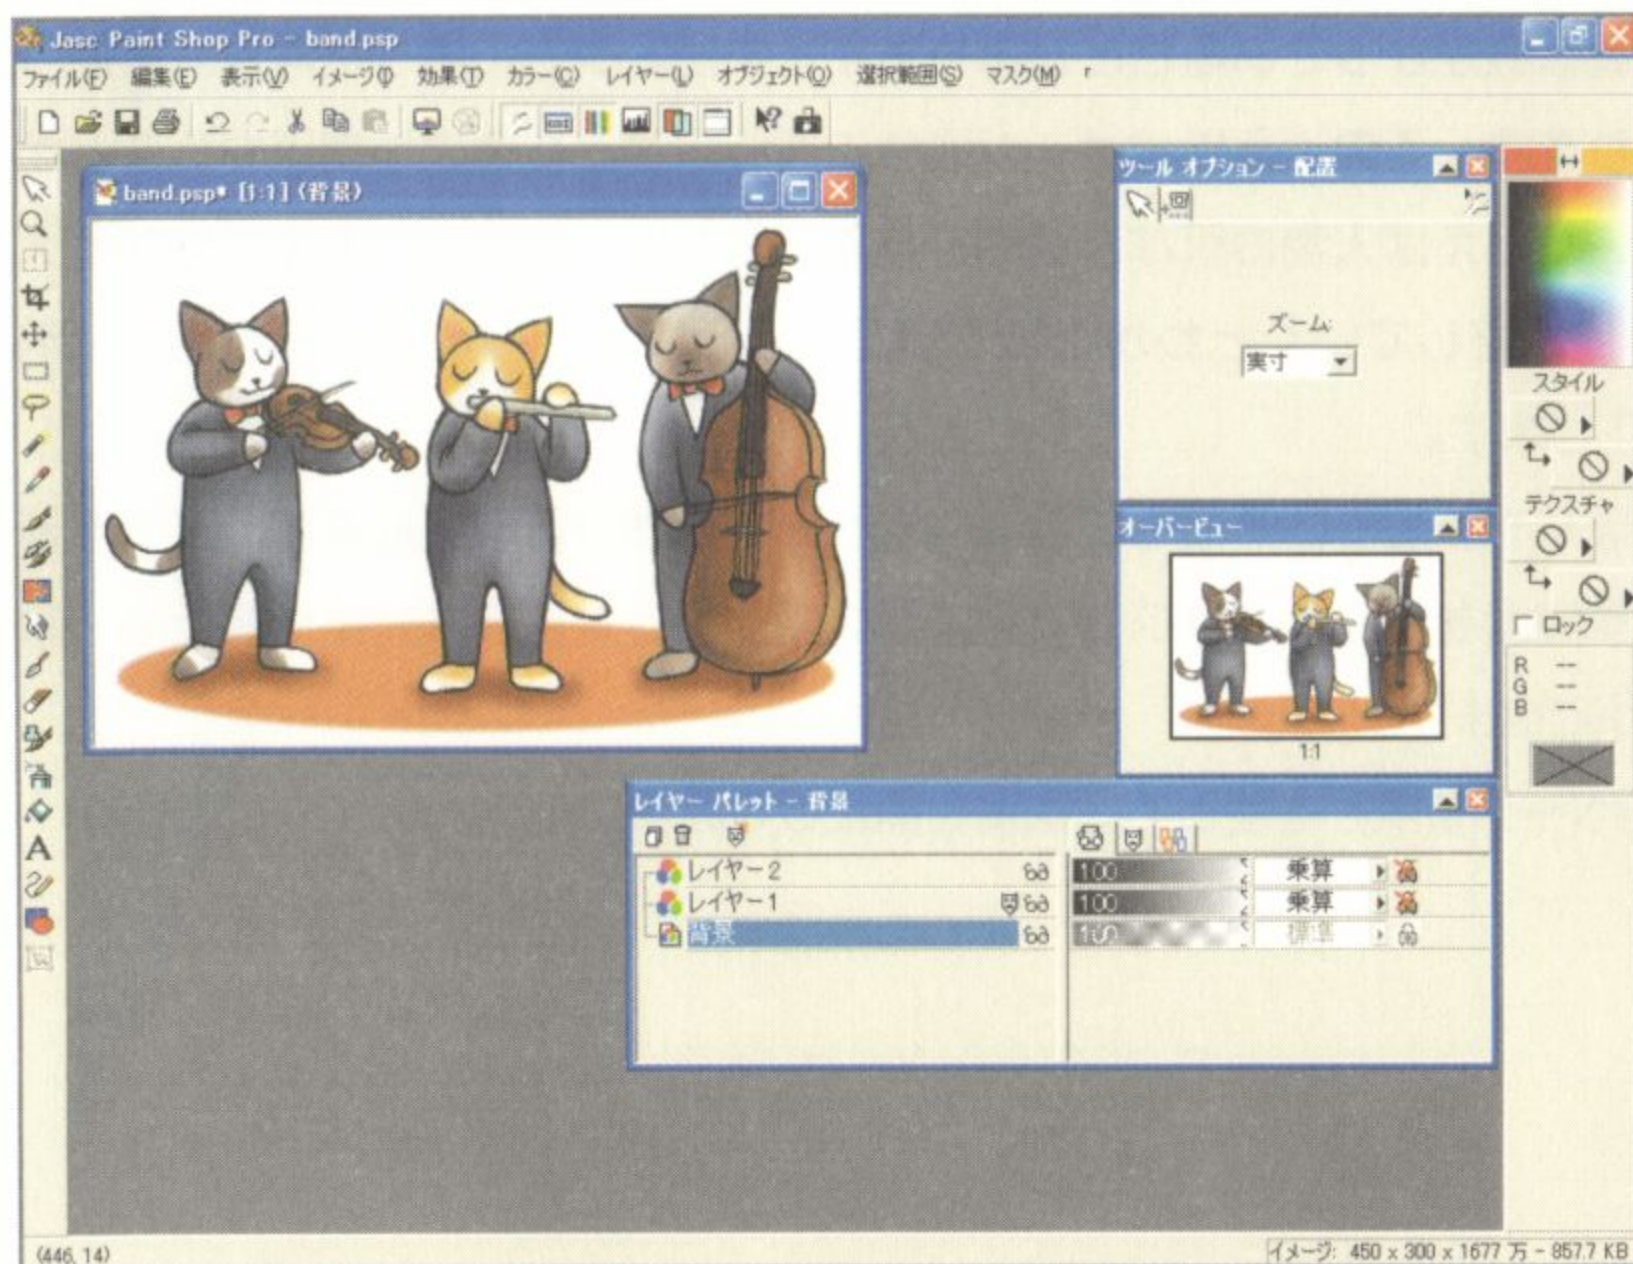 Jasc Paint Shop Pro - band.psp
ファイル(F) 編集(E) 表示(V) イメージ(I) 効果(T) カラー(C) レイヤー(L) オブジェクト(O) 選択範囲(S) マスク(M)
band.psp* [1:1] (背景)
ツール オプション - 配置
ズーム:
実寸
スタイル
テクスチャ
ロック
R --
G --
B --
オーバービュー
1:1
レイヤー パレット - 背景
レイヤー2 100 乗算
レイヤー1 100 乗算
背景 100 標準
A
(446, 14)
イメージ: 450 x 300 x 1677 万 - 857.7 KB